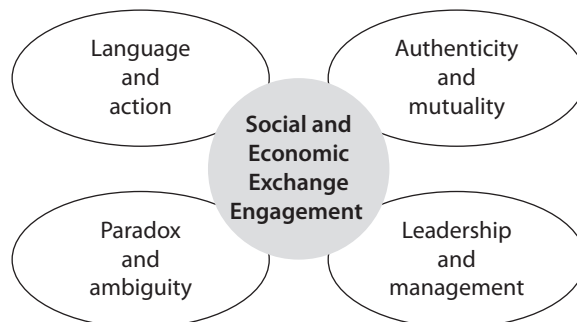 Language
and
action
Authenticity
and
mutuality
Social and
Economic
Exchange
Engagement
Paradox
and
ambiguity
Leadership
and
management